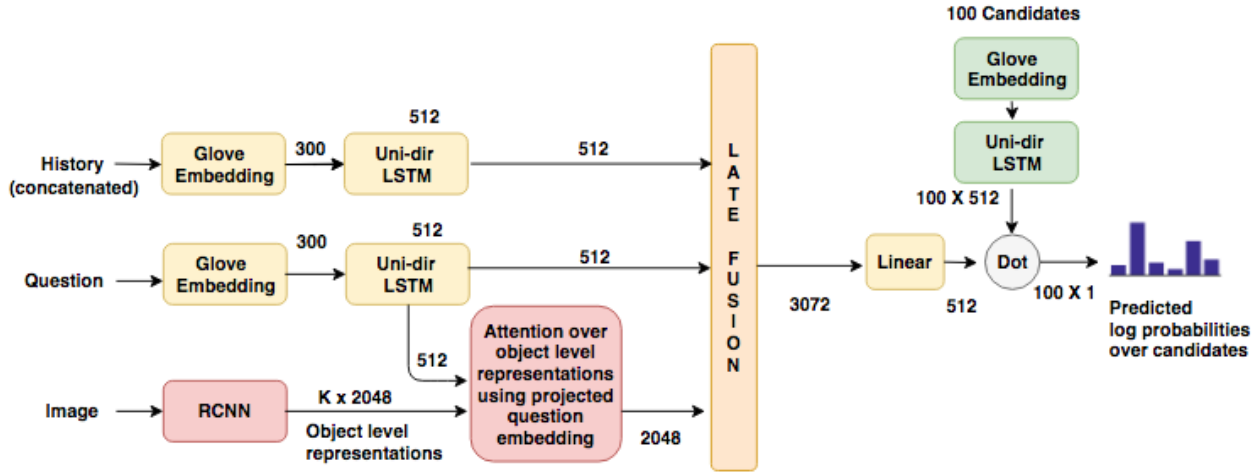 100 Candidates
Glove
Embedding
512
History
(concatenated)
Glove
Embedding
300
Uni-dir
LSTM
512
Uni-dir
LSTM
100 X 512
Question
Glove
Embedding
300
512
Uni-dir
LSTM
512
LATE FUSION
3072
Linear
512
Dot
100 X 1
Predicted
log probabilities
over candidates
512
Image
RCNN
K x 2048
Object level
representations
Attention over
object level
representations
using projected
question
embedding
2048